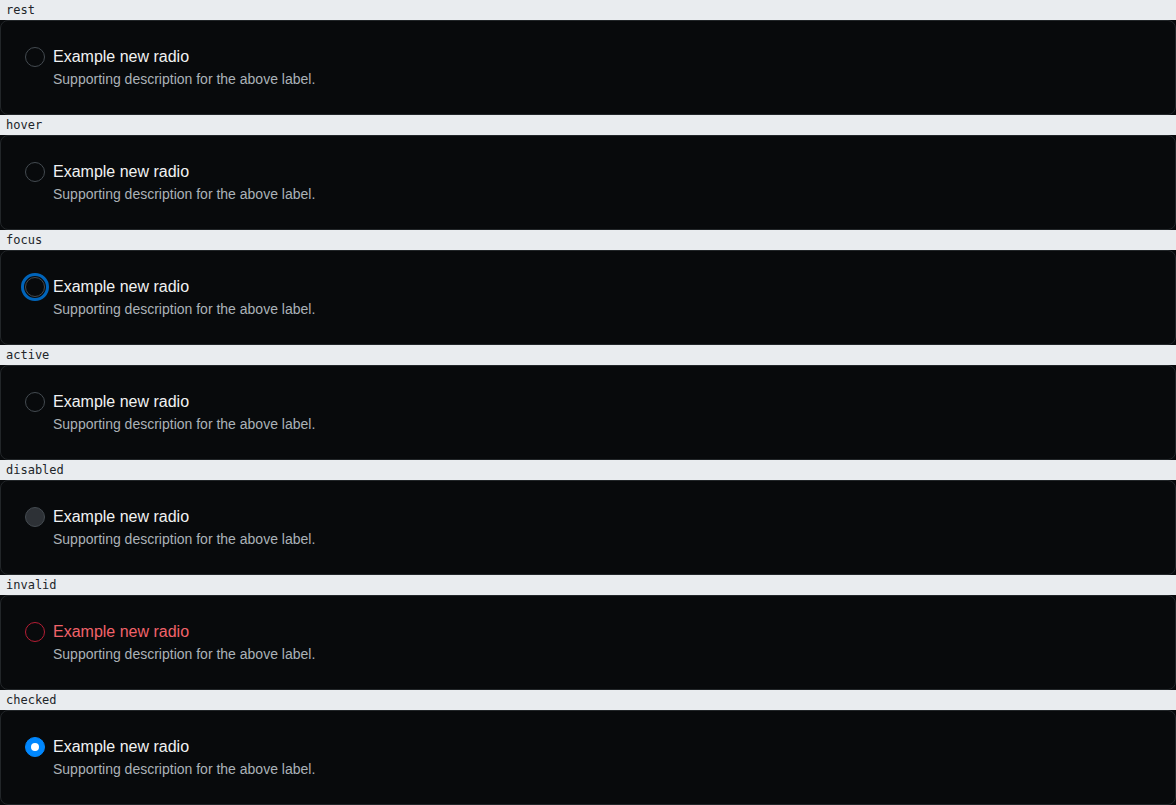 rest
Example new radio
Supporting description for the above label.
hover
Example new radio
Supporting description for the above label.
focus
Example new radio
Supporting description for the above label.
active
Example new radio
Supporting description for the above label.
disabled
Example new radio
Supporting description for the above label.
invalid
Example new radio
Supporting description for the above label.
checked
Example new radio
Supporting description for the above label.